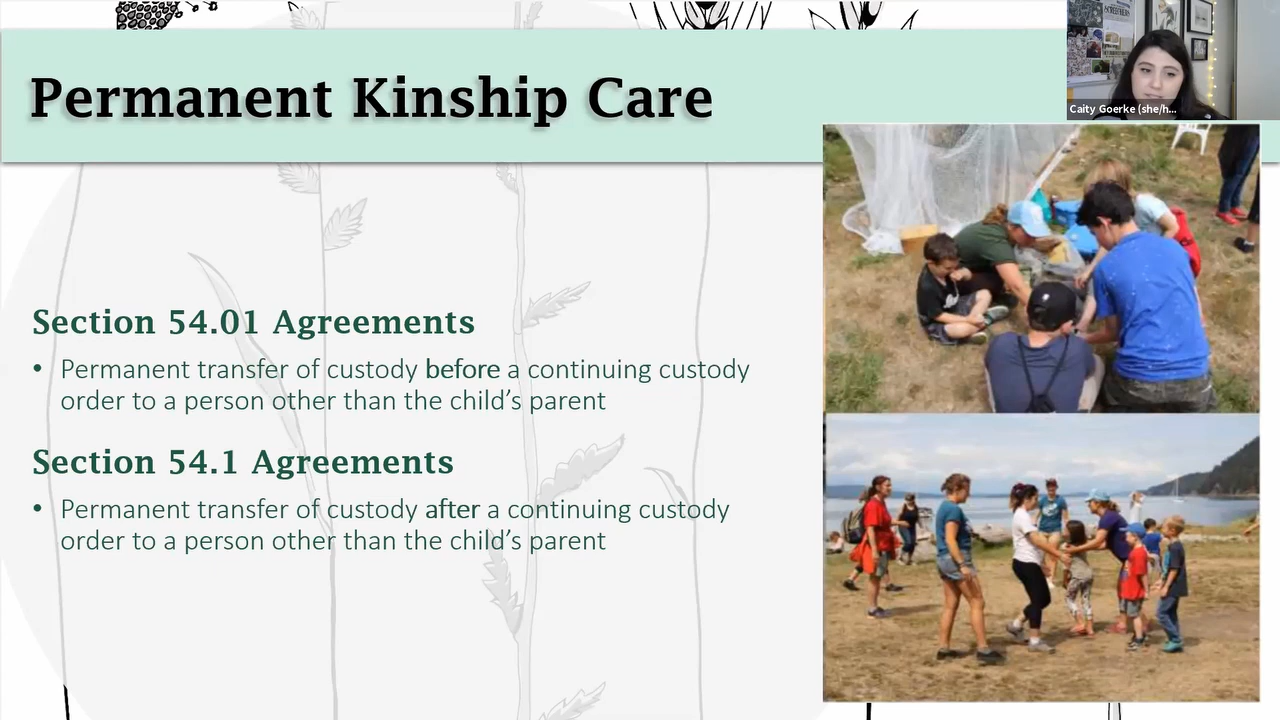 Permanent Kinship Care
Caity Goerke (she/h...
Section 54.01 Agreements
• Permanent transfer of custody before a continuing custody
order to a person other than the child's parent
Section 54.1 Agreements
• Permanent transfer of custody after a continuing custody
order to a person other than the child's parent